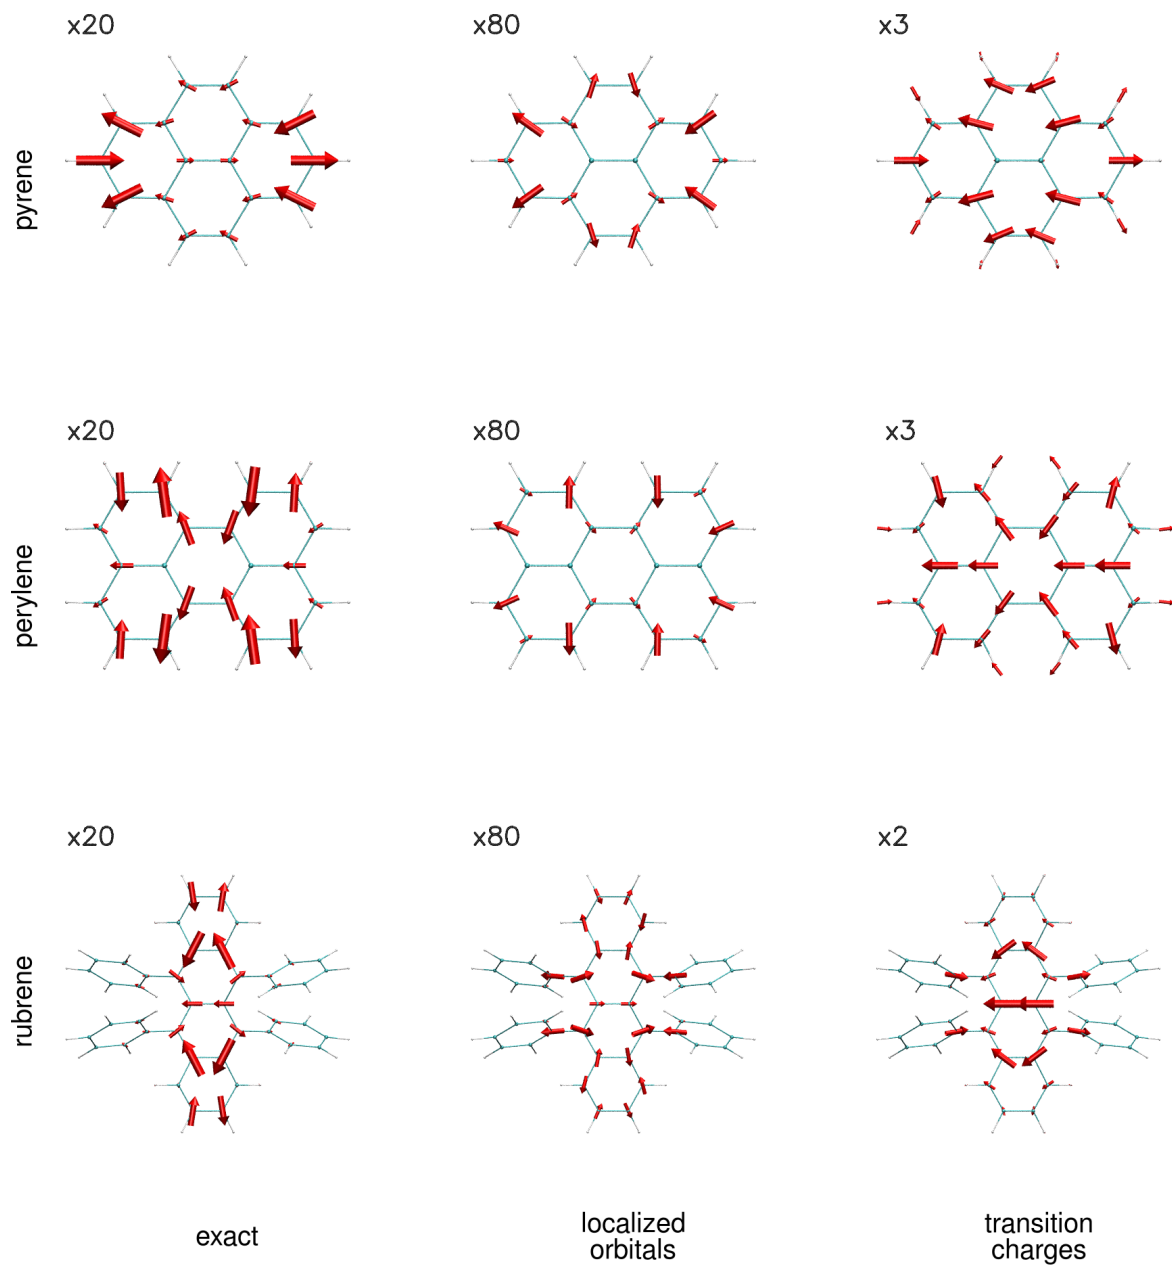 x20
x80
x3
pyrene
x20
x80
x3
perylene
x20
x80
x2
rubrene
exact
localized
orbitals
transition
charges